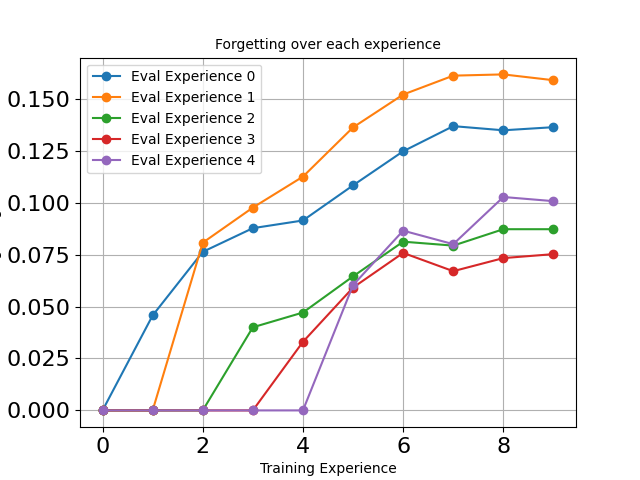 Forgetting over each experience
Eval Experience 0
Eval Experience 1
Eval Experience 2
Eval Experience 3
Eval Experience 4
0.150
0.125
0.100
0.075
0.050
0.025
0.000
0 2 4 6 8
Training Experience